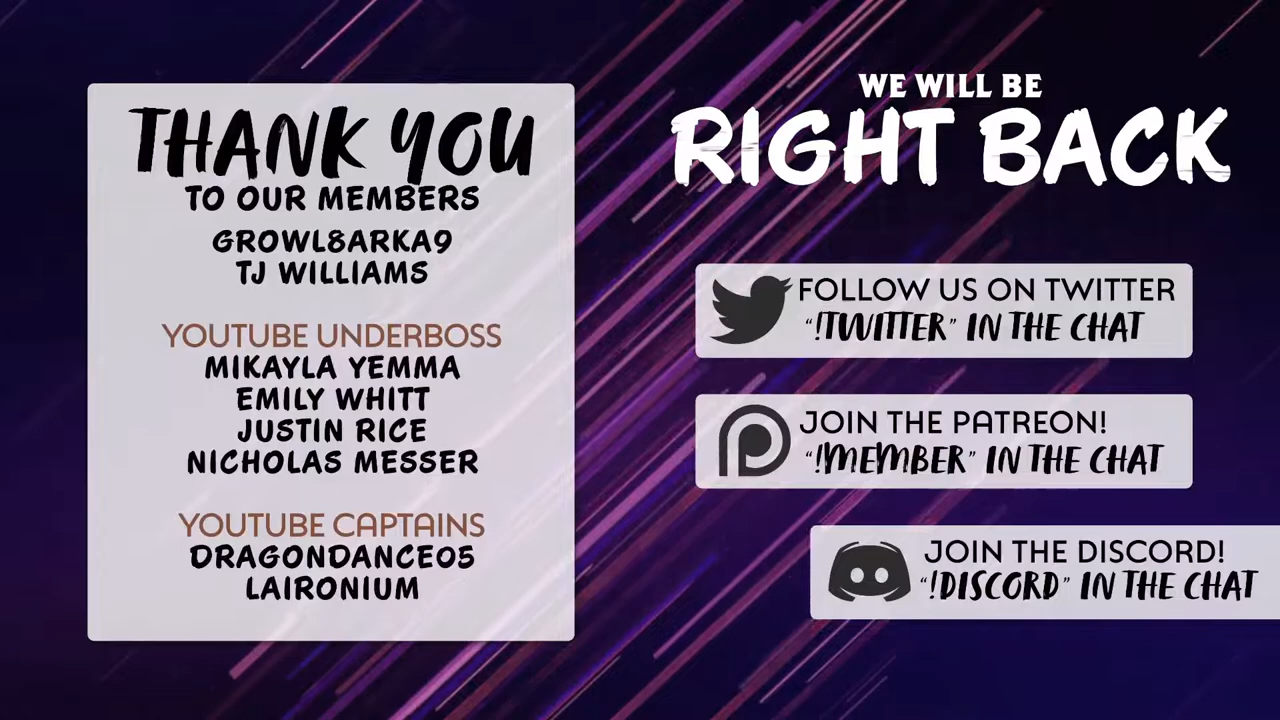 THANK YOU
TO OUR MEMBERS
GROWL8ARKA9
TJ WILLIAMS
YOUTUBE UNDERBOSS
MIKAYLA YEMMA
EMILY WHITT
JUSTIN RICE
NICHOLAS MESSER
YOUTUBE CAPTAINS
DRAGONDANCE05
LAIRONIUM
WE WILL BE
RIGHT BACK
FOLLOW US ON TWITTER
"!TWITTER" IN THE CHAT
JOIN THE PATREON!
"!MEMBER" IN THE CHAT
JOIN THE DISCORD!
"!DISCORD" IN THE CHAT